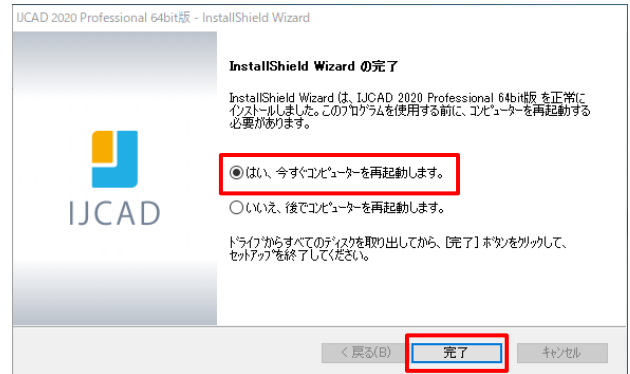 IJCAD 2020 Professional 64bit版 - InstallShield Wizard
InstallShield Wizard の完了
InstallShield Wizard は、IJCAD 2020 Professional 64bit版 を正常に
インストールしました。このプログラムを使用する前に、コンピューターを再起動する
必要があります。
はい、今すぐコンピューターを再起動します。
いいえ、後でコンピューターを再起動します。
IJCAD
ドライブからすべてのディスクを取り出してから、[完了] ボタンをクリックして、
セットアップを終了してください。
< 戻る(B)
完了
キャンセル